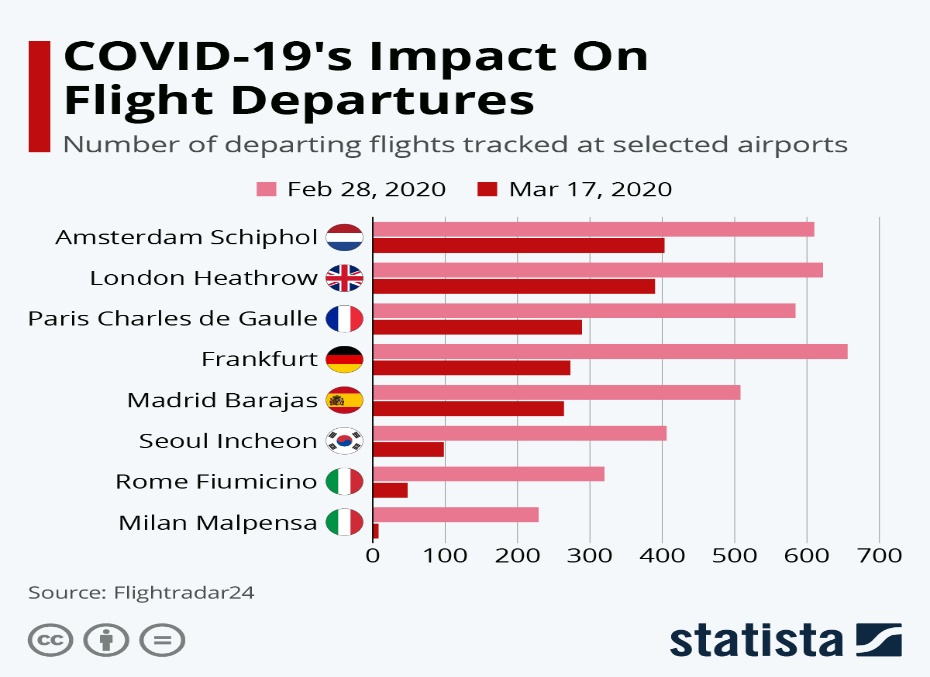 COVID-19's Impact On
Flight Departures
Number of departing flights tracked at selected airports
Feb 28, 2020 Mar 17, 2020
Amsterdam Schiphol
London Heathrow
Paris Charles de Gaulle
Frankfurt
Madrid Barajas
Seoul Incheon
Rome Fiumicino
Milan Malpensa
0 100 200 300 400 500 600 700
Source: Flightradar24
cc
statista